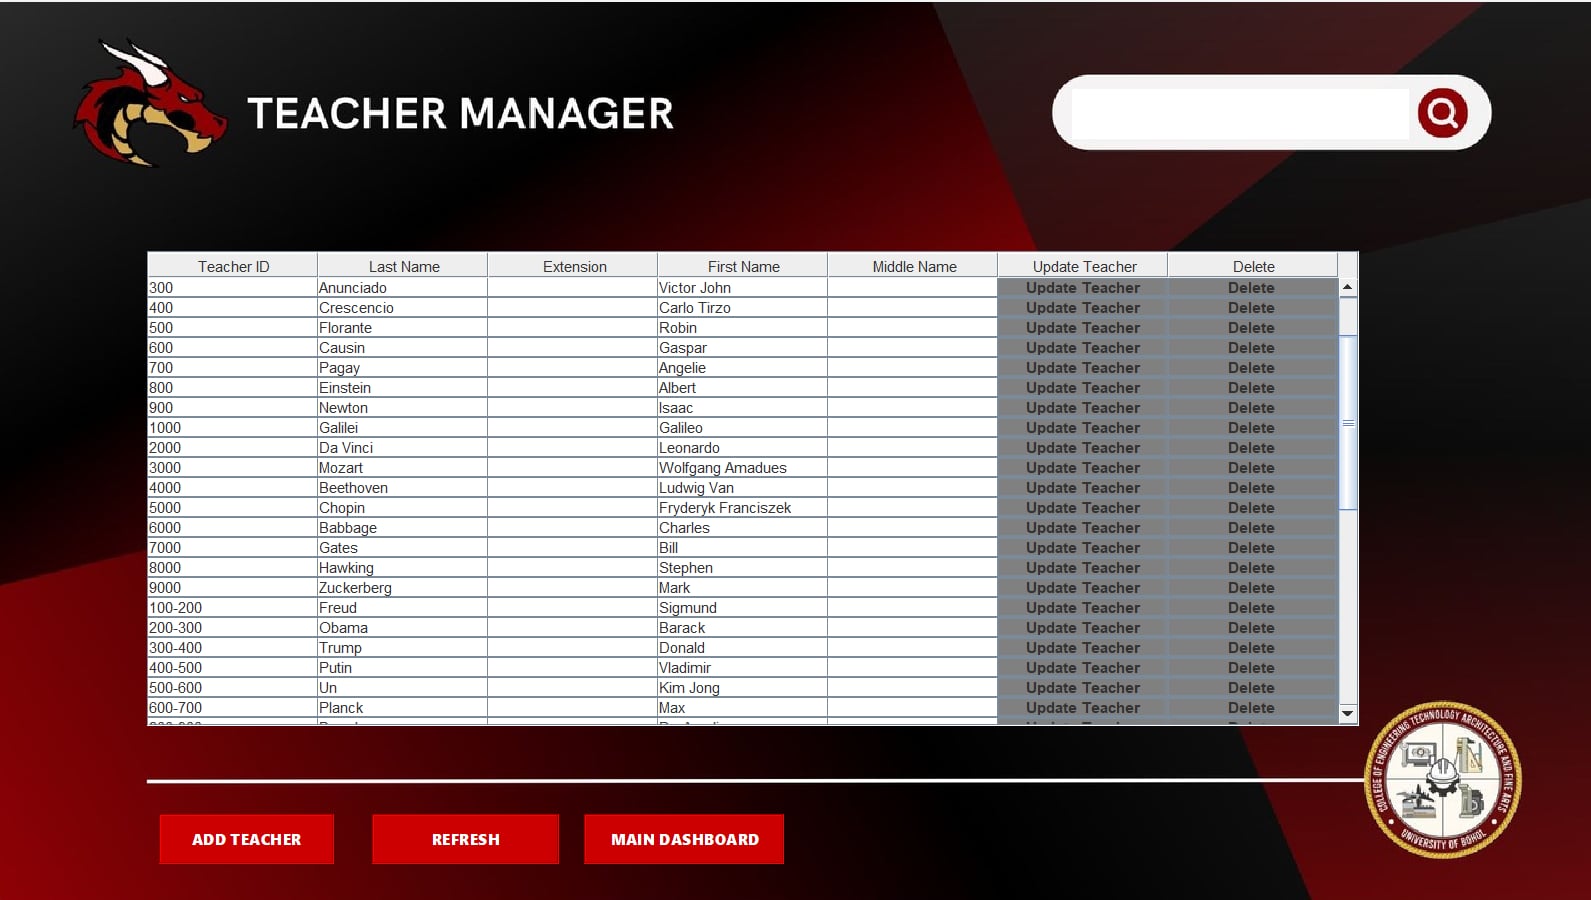 TEACHER MANAGER
Teacher ID Last Name Extension First Name Middle Name Update Teacher Delete
300 Anunciado Victor John Update Teacher Delete
400 Crescencio Carlo Tirzo Update Teacher Delete
500 Florante Robin Update Teacher Delete
600 Causin Gaspar Update Teacher Delete
700 Pagay Angelie Update Teacher Delete
800 Einstein Albert Update Teacher Delete
900 Newton Isaac Update Teacher Delete
1000 Galilei Galileo Update Teacher Delete
2000 Da Vinci Leonardo Update Teacher Delete
3000 Mozart Wolfgang Amadues Update Teacher Delete
4000 Beethoven Ludwig Van Update Teacher Delete
5000 Chopin Fryderyk Franciszek Update Teacher Delete
6000 Babbage Charles Update Teacher Delete
7000 Gates Bill Update Teacher Delete
8000 Hawking Stephen Update Teacher Delete
9000 Zuckerberg Mark Update Teacher Delete
100-200 Freud Sigmund Update Teacher Delete
200-300 Obama Barack Update Teacher Delete
300-400 Trump Donald Update Teacher Delete
400-500 Putin Vladimir Update Teacher Delete
500-600 Un Kim Jong Update Teacher Delete
600-700 Planck Max Update Teacher Delete
COLLEGE OF ENGINEERING TECHNOLOGY ARCHITECTURE AND FINE ARTS
UNIVERSITY OF BOHOL
ADD TEACHER REFRESH MAIN DASHBOARD